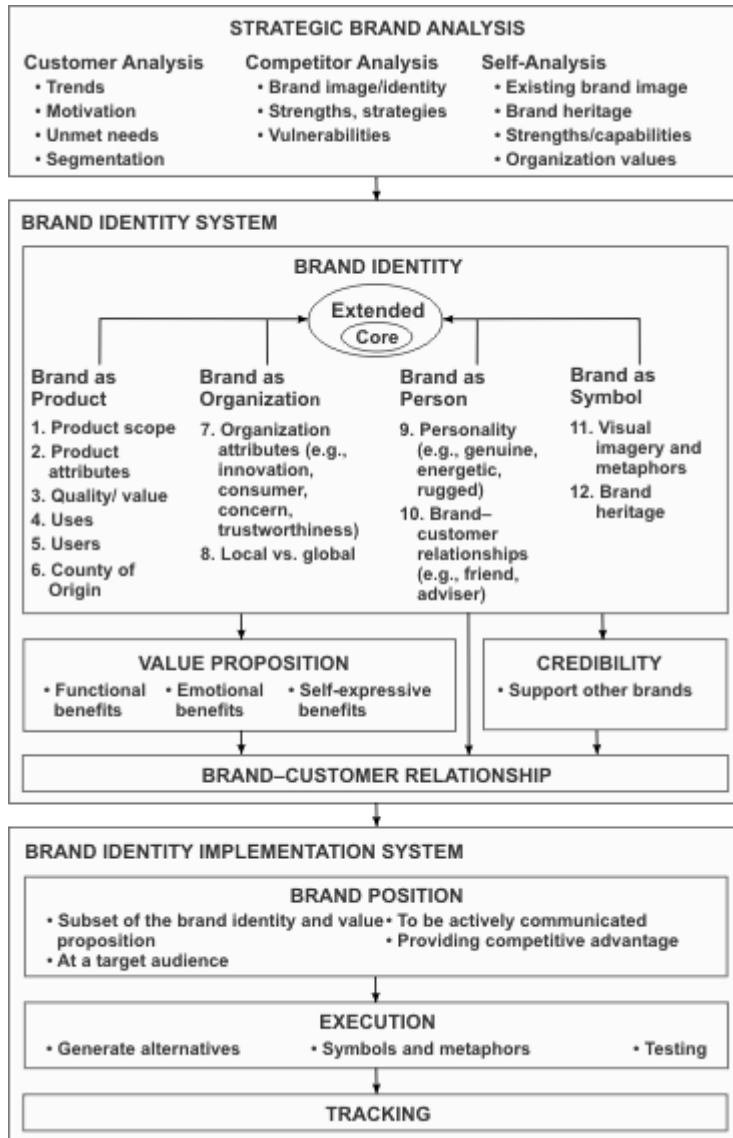 STRATEGIC BRAND ANALYSIS
Customer Analysis
• Trends
• Motivation
• Unmet needs
• Segmentation
Competitor Analysis
• Brand image/identity
• Strengths, strategies
• Vulnerabilities
Self-Analysis
• Existing brand image
• Brand heritage
• Strengths/capabilities
• Organization values
BRAND IDENTITY SYSTEM
BRAND IDENTITY
Extended
Core
Brand as
Product
1. Product scope
2. Product
attributes
3. Quality/ value
4. Uses
5. Users
6. County of
Origin
Brand as
Organization
7. Organization
attributes (e.g.,
innovation,
consumer,
concern,
trustworthiness)
8. Local vs. global
Brand as
Person
9. Personality
(e.g., genuine,
energetic,
rugged)
10. Brand–
customer
relationships
(e.g., friend,
adviser)
Brand as
Symbol
11. Visual
imagery and
metaphors
12. Brand
heritage
VALUE PROPOSITION
• Functional
benefits
• Emotional
benefits
• Self-expressive
benefits
CREDIBILITY
• Support other brands
BRAND–CUSTOMER RELATIONSHIP
BRAND IDENTITY IMPLEMENTATION SYSTEM
BRAND POSITION
• Subset of the brand identity and value
proposition
• At a target audience
• To be actively communicated
• Providing competitive advantage
EXECUTION
• Generate alternatives
• Symbols and metaphors
• Testing
TRACKING